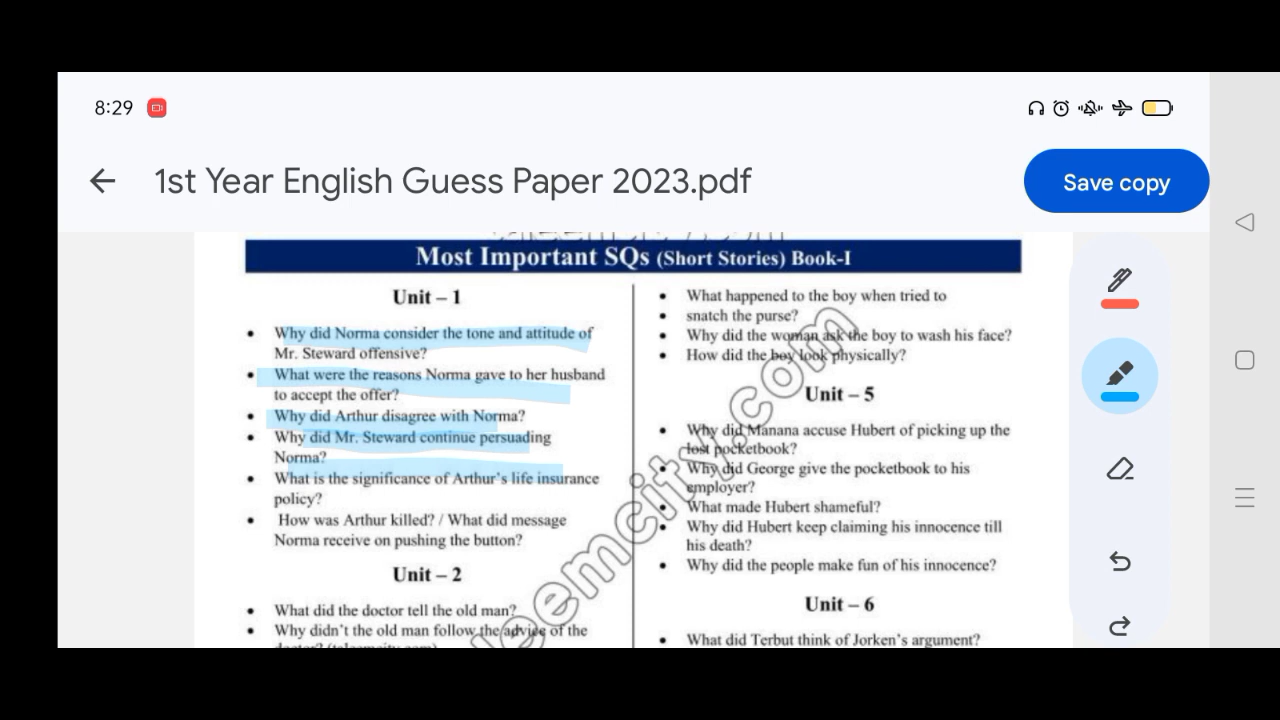 8:29
1st Year English Guess Paper 2023.pdf
Save copy
Most Important SQs (Short Stories) Book-I
Unit – 1
• Why did Norma consider the tone and attitude of
Mr. Steward offensive?
• What were the reasons Norma gave to her husband
to accept the offer?
• Why did Arthur disagree with Norma?
• Why did Mr. Steward continue persuading
Norma?
• What is the significance of Arthur's life insurance
policy?
• How was Arthur killed? / What did message
Norma receive on pushing the button?
Unit – 2
• What did the doctor tell the old man?
• Why didn't the old man follow the advice of the
• What happened to the boy when tried to
• snatch the purse?
• Why did the woman ask the boy to wash his face?
• How did the boy look physically?
Unit – 5
• Why did Manana accuse Hubert of picking up the
lost pocketbook?
• Why did George give the pocketbook to his
employer?
• What made Hubert shameful?
• Why did Hubert keep claiming his innocence till
his death?
• Why did the people make fun of his innocence?
Unit – 6
• What did Terbut think of Jorken's argument?
leemcity.com